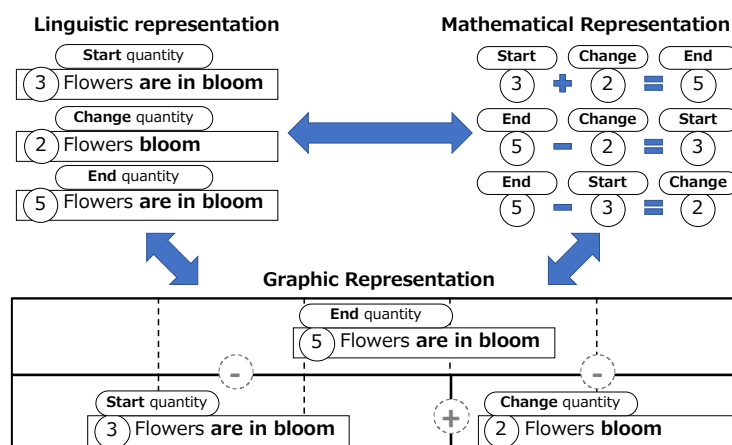 Linguistic representation
Start quantity
3 Flowers are in bloom
Change quantity
2 Flowers bloom
End quantity
5 Flowers are in bloom
Mathematical Representation
Start Change End
3 + 2 = 5
End Change Start
5 - 2 = 3
End Start Change
5 - 3 = 2
Graphic Representation
End quantity
5 Flowers are in bloom
- -
Start quantity
3 Flowers are in bloom
+
Change quantity
2 Flowers bloom